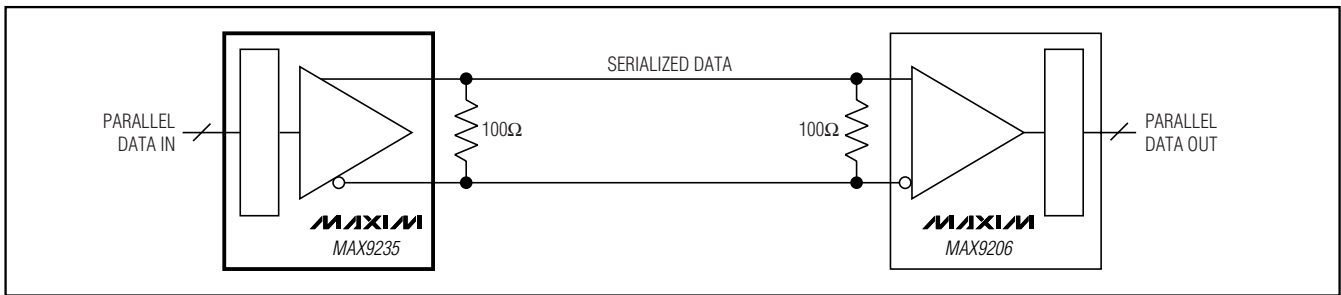 SERIALIZED DATA
PARALLEL
DATA IN
100Ω
100Ω
PARALLEL
DATA OUT
MAXIM
MAX9235
MAXIM
MAX9206